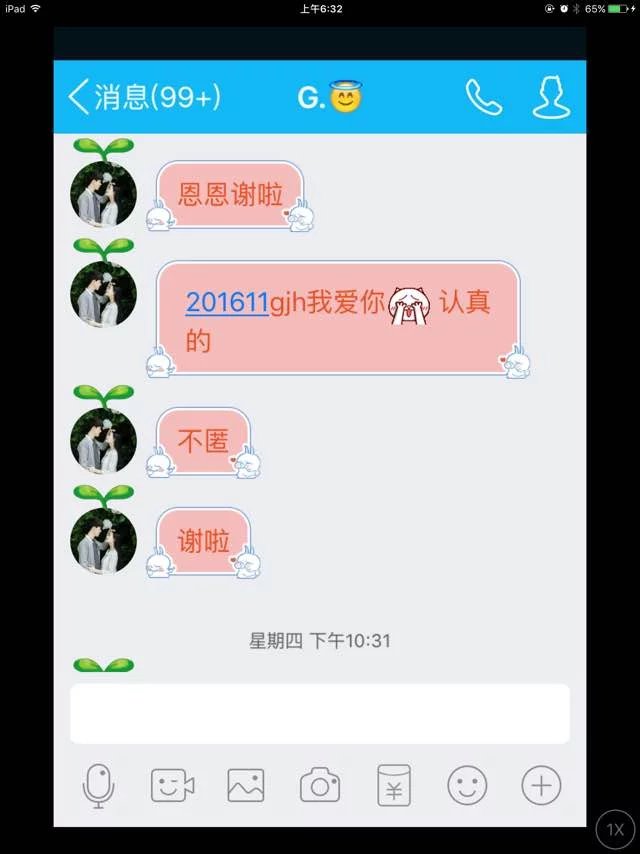 iPad 上午6:32 65%
消息(99+) G.
恩恩谢啦
201611gjh我爱你 认真
的
不匿
谢啦
星期四 下午10:31
¥
1X